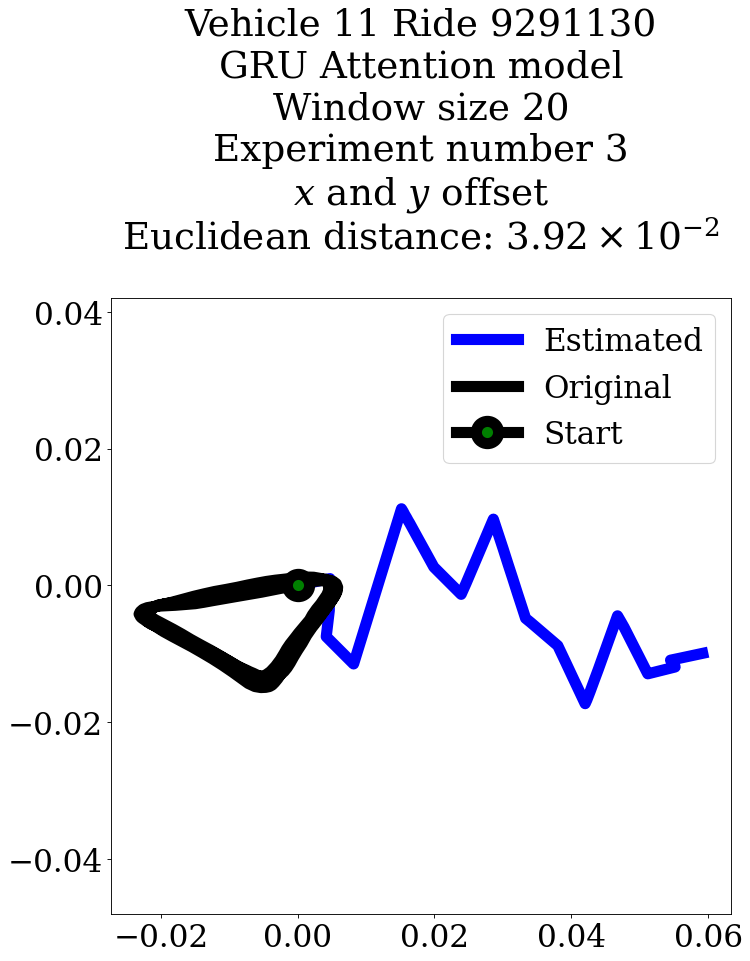 Vehicle 11 Ride 9291130
GRU Attention model
Window size 20
Experiment number 3
x and y offset
Euclidean distance: 3.92 × 10⁻²
Estimated
Original
Start
0.04
0.02
0.00
−0.02
−0.04
−0.02
0.00
0.02
0.04
0.06